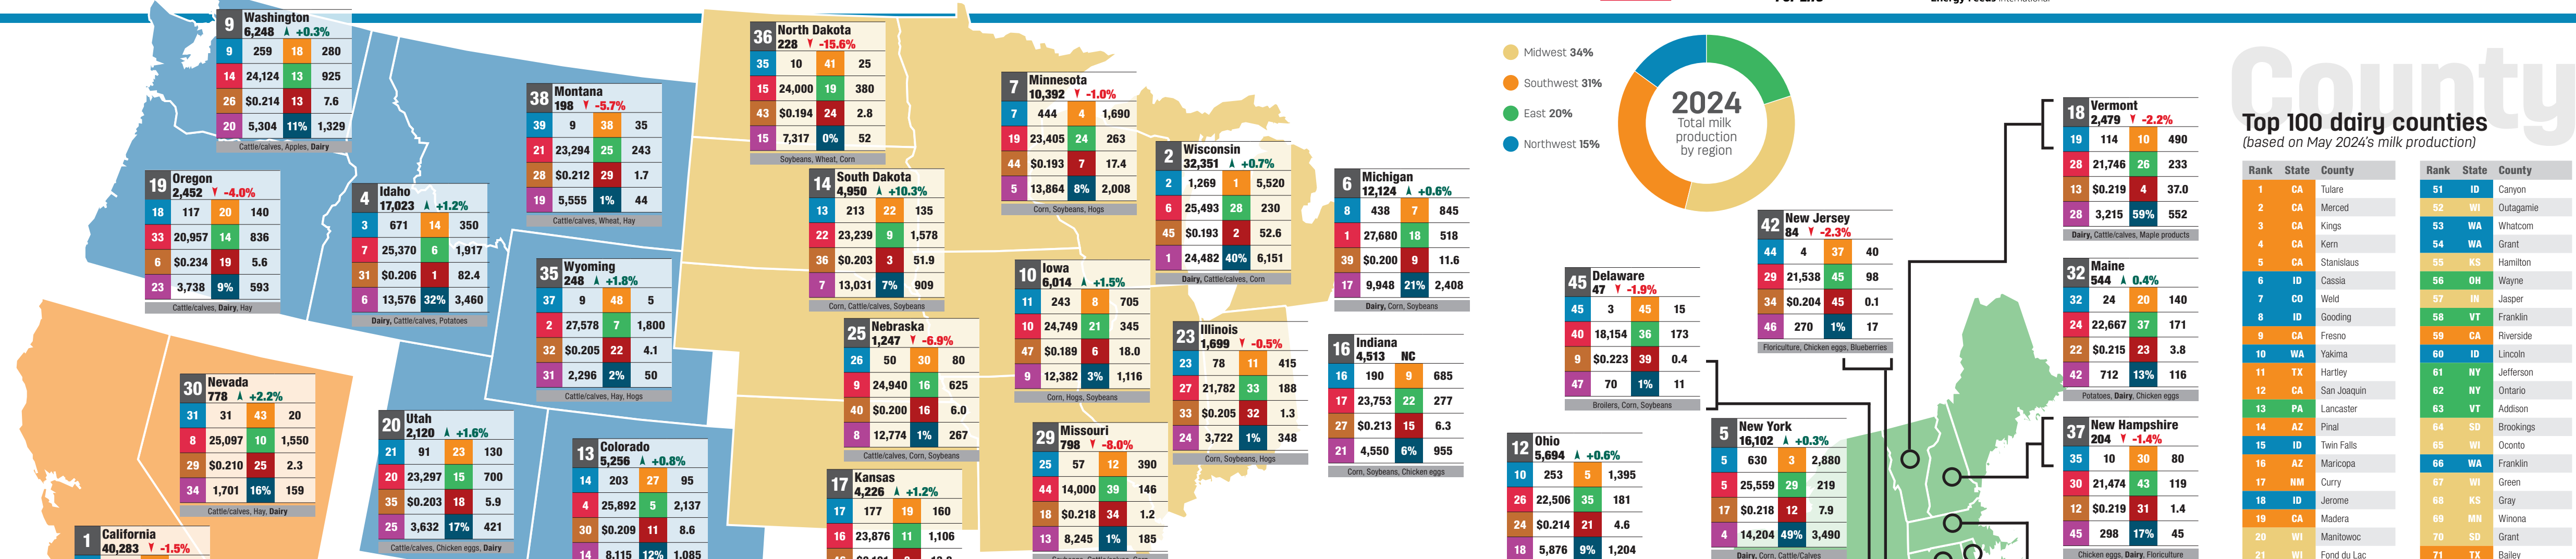 9 Washington
6,248 ▲ +0.3%
9 259 18 280
14 24,124 13 925
26 $0.214 13 7.6
20 5,304 11% 1,329
Cattle/calves, Apples, Dairy
19 Oregon
2,452 ▼ -4.0%
18 117 20 140
33 20,957 14 836
6 $0.234 19 5.6
23 3,738 9% 593
Cattle/calves, Dairy, Hay
4 Idaho
17,023 ▲ +1.2%
3 671 14 350
7 25,370 6 1,917
31 $0.206 1 82.4
6 13,576 32% 3,460
Dairy, Cattle/calves, Potatoes
38 Montana
198 ▼ -5.7%
39 9 38 35
21 23,294 25 243
28 $0.212 29 1.7
19 5,555 1% 44
Cattle/calves, Wheat, Hay
35 Wyoming
248 ▲ +1.8%
37 9 48 5
2 27,578 7 1,800
32 $0.205 22 4.1
31 2,296 2% 50
Cattle/calves, Hay, Hogs
30 Nevada
778 ▲ +2.2%
31 31 43 20
8 25,097 10 1,550
29 $0.210 25 2.3
34 1,701 16% 159
Cattle/calves, Hay, Dairy
1 California
40,283 ▼ -1.5%
20 Utah
2,120 ▲ +1.6%
21 91 23 130
20 23,297 15 700
35 $0.203 18 5.9
25 3,632 17% 421
Cattle/calves, Chicken eggs, Dairy
13 Colorado
5,256 ▲ +0.8%
14 203 27 95
4 25,892 5 2,137
30 $0.209 11 8.6
14 8,115 12% 1,085
36 North Dakota
228 ▼ -15.6%
35 10 41 25
15 24,000 19 380
43 $0.194 24 2.8
15 7,317 0% 52
Soybeans, Wheat, Corn
14 South Dakota
4,950 ▲ +10.3%
13 213 22 135
22 23,239 9 1,578
36 $0.203 3 51.9
7 13,031 7% 909
Corn, Cattle/calves, Soybeans
25 Nebraska
1,247 ▼ -6.9%
26 50 30 80
9 24,940 16 625
40 $0.200 16 6.0
8 12,774 1% 267
Cattle/calves, Corn, Soybeans
17 Kansas
4,226 ▲ +1.2%
17 177 19 160
16 23,876 11 1,106
7 Minnesota
10,392 ▼ -1.0%
7 444 4 1,690
19 23,405 24 263
44 $0.193 7 17.4
5 13,864 8% 2,008
Corn, Soybeans, Hogs
10 Iowa
6,014 ▲ +1.5%
11 243 8 705
10 24,749 21 345
47 $0.189 6 18.0
9 12,382 3% 1,116
Corn, Hogs, Soybeans
29 Missouri
798 ▼ -8.0%
25 57 12 390
44 14,000 39 146
18 $0.218 34 1.2
13 8,245 1% 185
2 Wisconsin
32,351 ▲ +0.7%
2 1,269 1 5,520
6 25,493 28 230
45 $0.193 2 52.6
1 24,482 40% 6,151
Dairy, Cattle/calves, Corn
23 Illinois
1,699 ▼ -0.5%
23 78 11 415
27 21,782 33 188
33 $0.205 32 1.3
24 3,722 1% 348
Corn, Soybeans, Hogs
6 Michigan
12,124 ▲ +0.6%
8 438 7 845
1 27,680 18 518
39 $0.200 9 11.6
17 9,948 21% 2,408
Dairy, Corn, Soybeans
16 Indiana
4,513 NC
16 190 9 685
17 23,753 22 277
27 $0.213 15 6.3
21 4,550 6% 955
Corn, Soybeans, Chicken eggs
Midwest 34%
Southwest 31%
East 20%
Northwest 15%
2024
Total milk
production
by region
12 Ohio
5,694 ▲ +0.6%
10 253 5 1,395
26 22,506 35 181
24 $0.214 21 4.6
18 5,876 9% 1,204
45 Delaware
47 ▼ -1.9%
45 3 45 15
40 18,154 36 173
9 $0.223 39 0.4
47 70 1% 11
Broilers, Corn, Soybeans
42 New Jersey
84 ▼ -2.3%
44 4 37 40
29 21,538 45 98
34 $0.204 45 0.1
46 270 1% 17
Floriculture, Chicken eggs, Blueberries
5 New York
16,102 ▲ +0.3%
5 630 3 2,880
5 25,559 29 219
17 $0.218 12 7.9
4 14,204 49% 3,490
Dairy, Corn, Cattle/Calves
18 Vermont
2,479 ▼ -2.2%
19 114 10 490
28 21,746 26 233
13 $0.219 4 37.0
28 3,215 59% 552
Dairy, Cattle/calves, Maple products
32 Maine
544 ▲ 0.4%
32 24 20 140
24 22,667 37 171
22 $0.215 23 3.8
42 712 13% 116
Potatoes, Dairy, Chicken eggs
37 New Hampshire
204 ▼ -1.4%
35 10 30 80
30 21,474 43 119
12 $0.219 31 1.4
45 298 17% 45
Chicken eggs, Dairy, Floriculture
County
Top 100 dairy counties
(based on May 2024's milk production)
Rank State County
1 CA Tulare
2 CA Merced
3 CA Kings
4 CA Kern
5 CA Stanislaus
6 ID Cassia
7 CO Weld
8 ID Gooding
9 CA Fresno
10 WA Yakima
11 TX Hartley
12 CA San Joaquin
13 PA Lancaster
14 AZ Pinal
15 ID Twin Falls
16 AZ Maricopa
17 NM Curry
18 ID Jerome
19 CA Madera
20 WI Manitowoc
21 WI Fond du Lac
Rank State County
51 ID Canyon
52 WI Outagamie
53 WA Whatcom
54 WA Grant
55 KS Hamilton
56 OH Wayne
57 IN Jasper
58 VT Franklin
59 CA Riverside
60 ID Lincoln
61 NY Jefferson
62 NY Ontario
63 VT Addison
64 SD Brookings
65 WI Oconto
66 WA Franklin
67 WI Green
68 KS Gray
69 MN Winona
70 SD Grant
71 TX Bailey